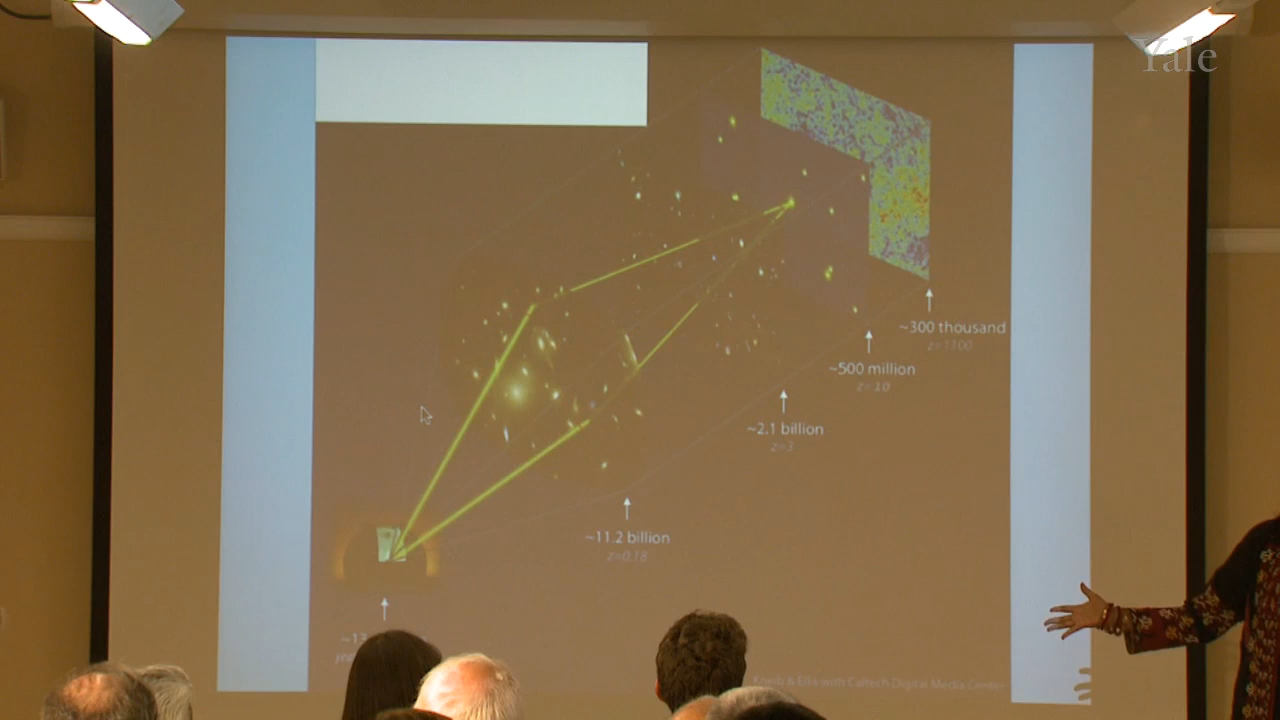 Yale
~300 thousand
z=1100
~500 million
z=10
~2.1 billion
z=3
~11.2 billion
z=0.18
~13
Kneib & Ellis with Caltech Digital Media Center